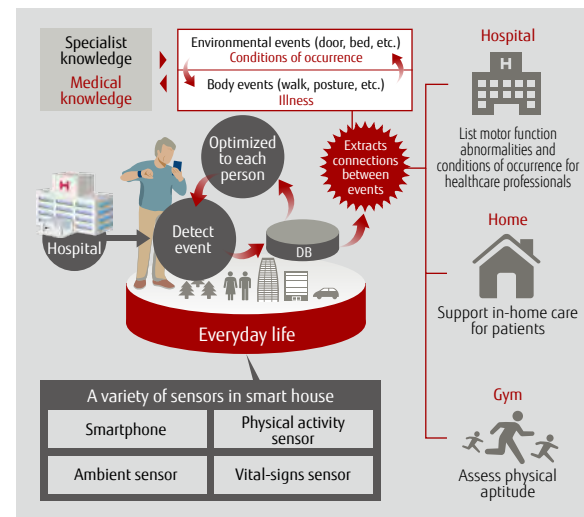 Specialist
knowledge
Medical
knowledge
Environmental events (door, bed, etc.)
Conditions of occurrence
Body events (walk, posture, etc.)
Illness
Hospital
H
List motor function
abnormalities and
conditions of occurrence for
healthcare professionals
Optimized
to each
person
Extracts
connections
between
events
H
Hospital
Detect
event
DB
Everyday life
Home
Support in-home care
for patients
A variety of sensors in smart house
Smartphone
Physical activity
sensor
Ambient sensor
Vital-signs sensor
Gym
Assess physical
aptitude